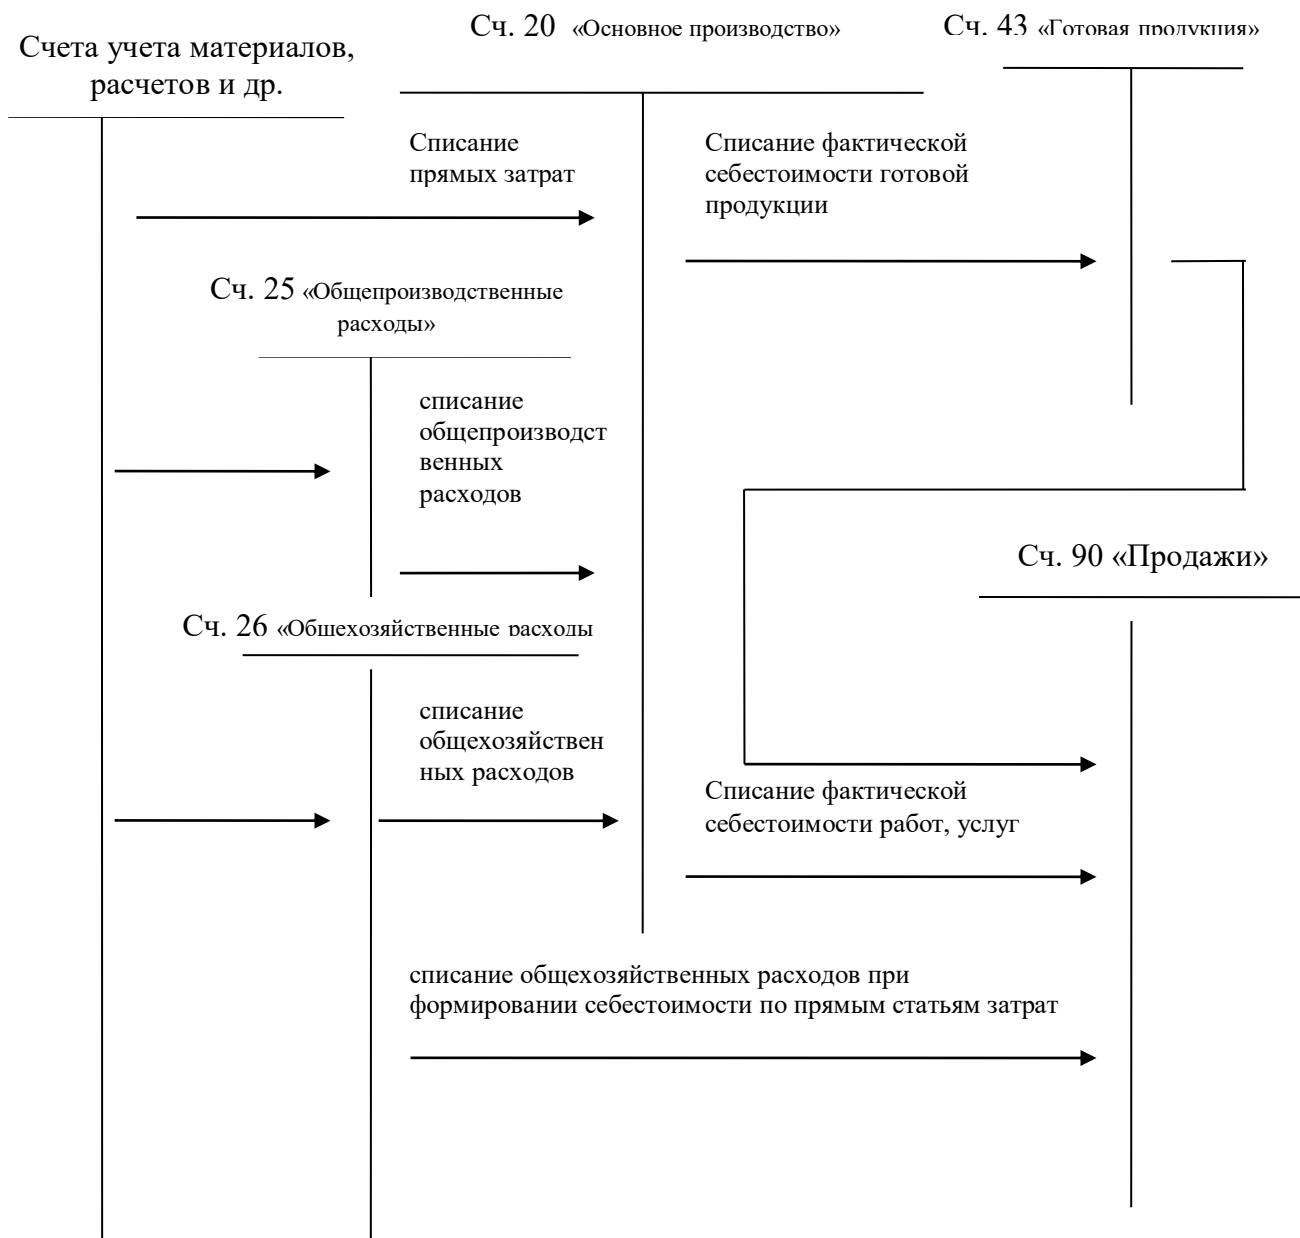 Счета учета материалов,
расчетов и др.
Сч. 20 «Основное производство»
Сч. 43 «Готовая продукция»
Списание
прямых затрат
Списание фактической
себестоимости готовой
продукции
Сч. 25 «Общепроизводственные
расходы»
списание
общепроизводст
венных
расходов
Сч. 90 «Продажи»
Сч. 26 «Общехозяйственные расходы
списание
общехозяйствен
ных расходов
Списание фактической
себестоимости работ, услуг
списание общехозяйственных расходов при
формировании себестоимости по прямым статьям затрат